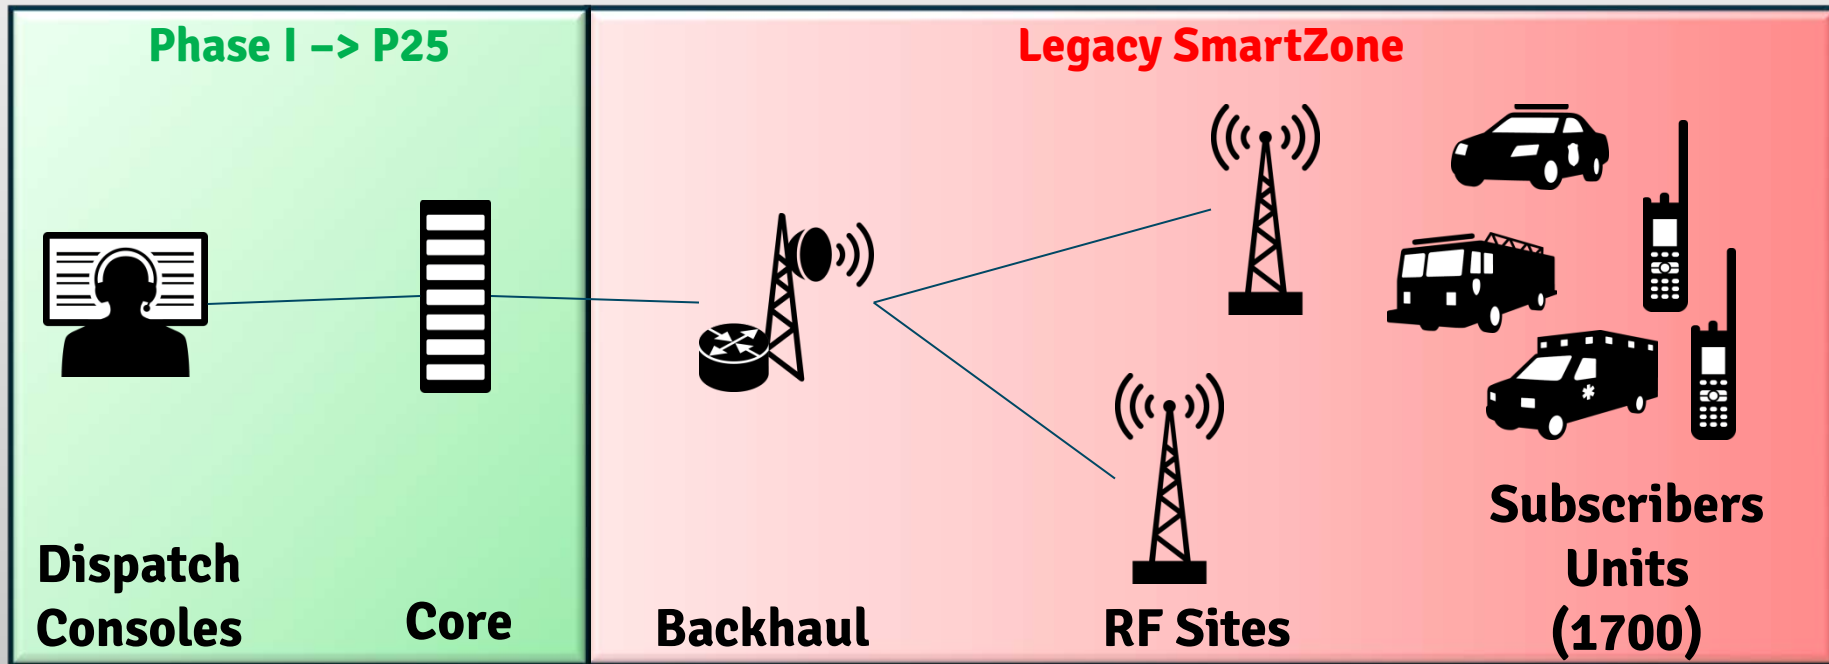 Phase I –> P25
Legacy SmartZone
Dispatch
Consoles
Core
Backhaul
RF Sites
Subscribers
Units
(1700)